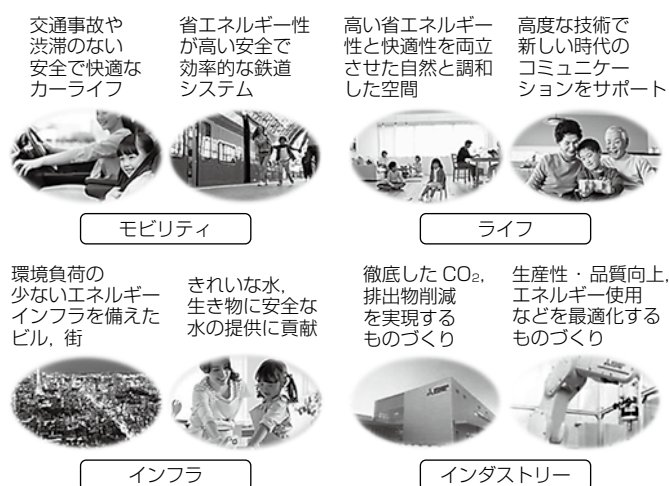 交通事故や
渋滞のない
安全で快適な
カーライフ
省エネルギー性
が高い安全で
効率的な鉄道
システム
モビリティ
高い省エネルギー
性と快適性を両立
させた自然と調和
した空間
高度な技術で
新しい時代の
コミュニケー
ションをサポート
ライフ
環境負荷の
少ないエネルギー
インフラを備えた
ビル，街
きれいな水，
生き物に安全な
水の提供に貢献
インフラ
徹底した CO₂，
排出物削減
を実現する
ものづくり
生産性・品質向上，
エネルギー使用
などを最適化する
ものづくり
インダストリー